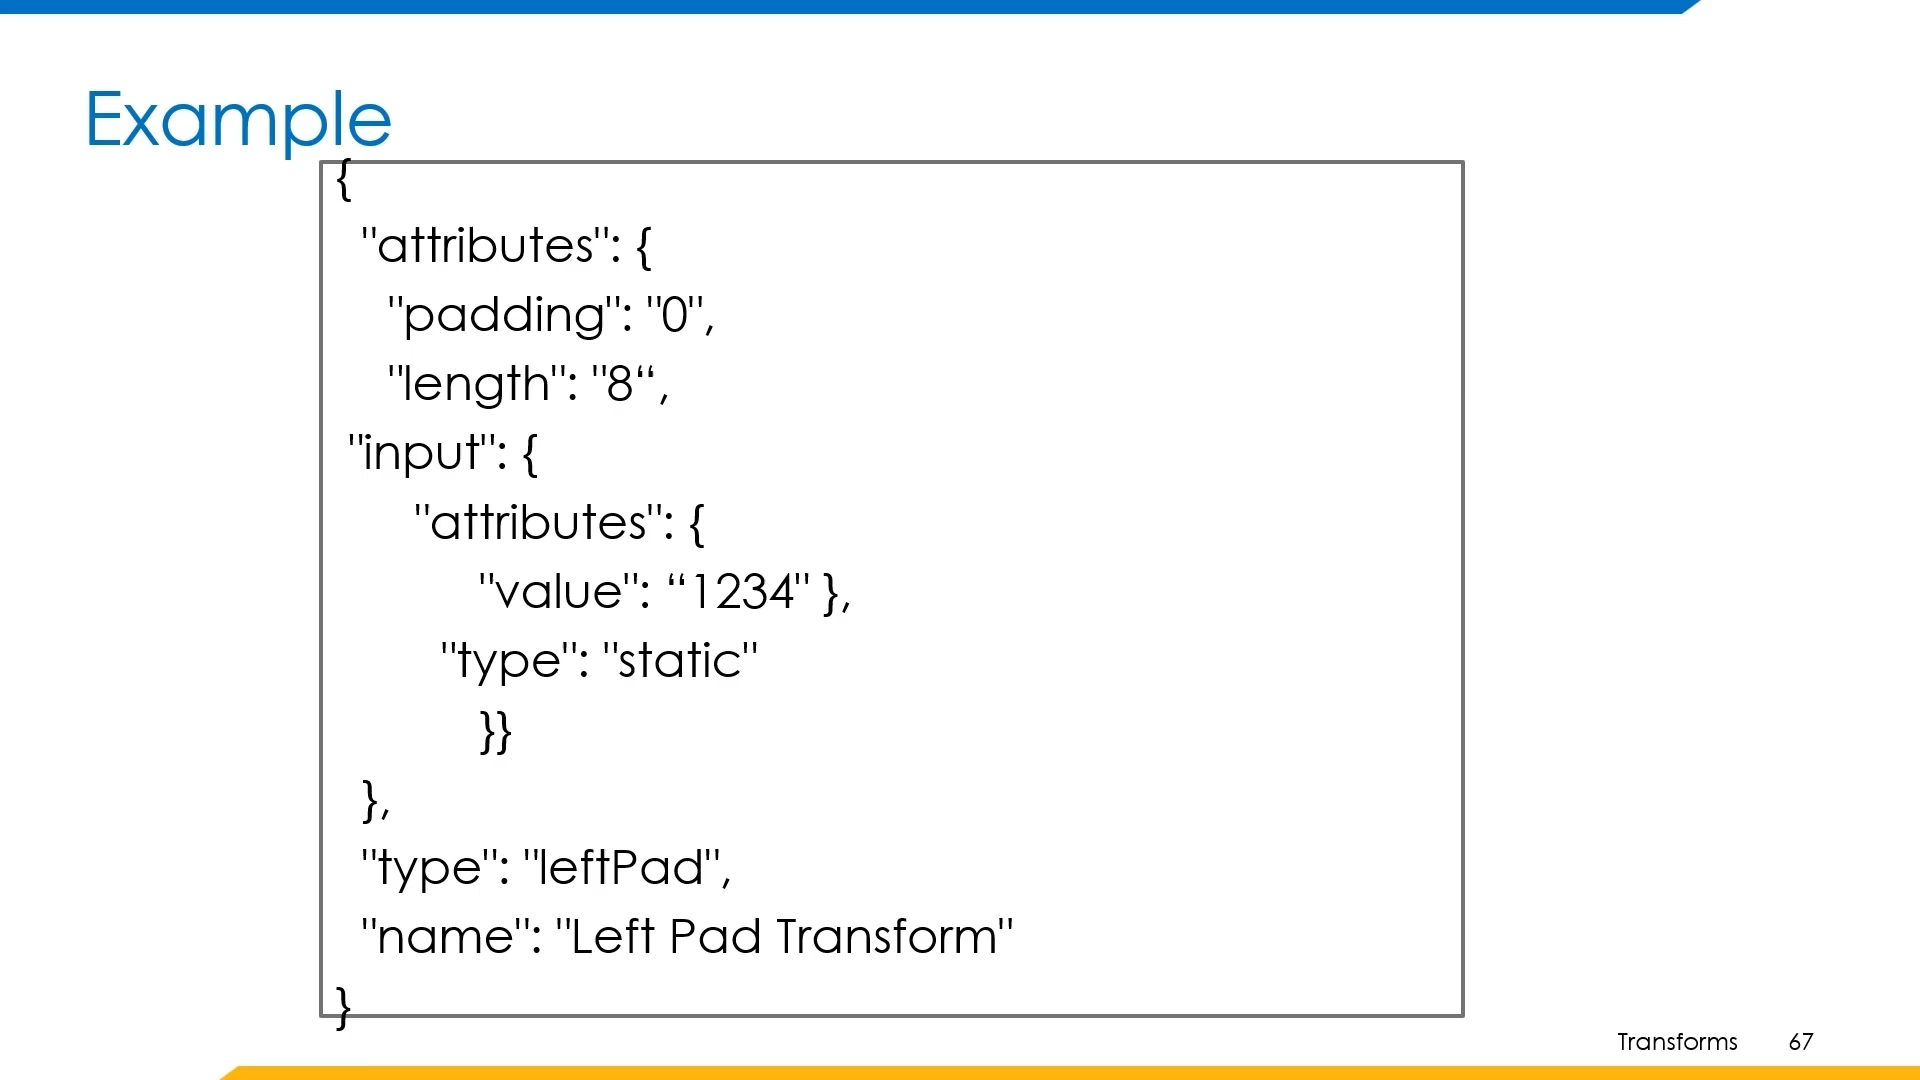 Example
{
"attributes": {
"padding": "0",
"length": "8“,
"input": {
"attributes": {
"value": “1234" },
"type": "static"
}}
},
"type": "leftPad",
"name": "Left Pad Transform"
}
Transforms 67